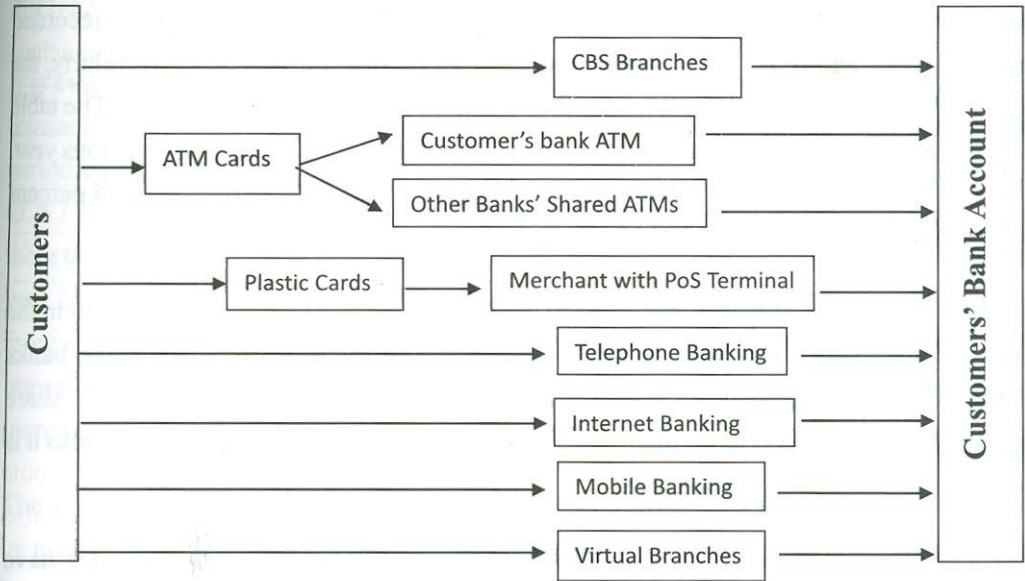 Customers
CBS Branches
ATM Cards
Customer's bank ATM
Other Banks' Shared ATMs
Plastic Cards
Merchant with PoS Terminal
Telephone Banking
Internet Banking
Mobile Banking
Virtual Branches
Customers' Bank Account